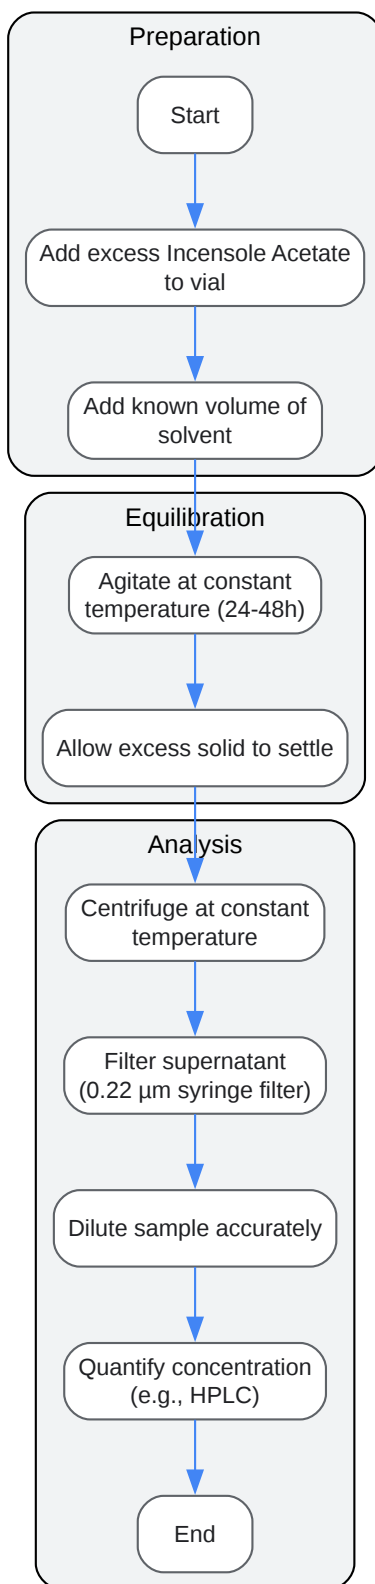 Preparation
Start
Add excess Incensole Acetate
to vial
Add known volume of
solvent
Equilibration
Agitate at constant
temperature (24-48h)
Allow excess solid to settle
Analysis
Centrifuge at constant
temperature
Filter supernatant
(0.22 µm syringe filter)
Dilute sample accurately
Quantify concentration
(e.g., HPLC)
End